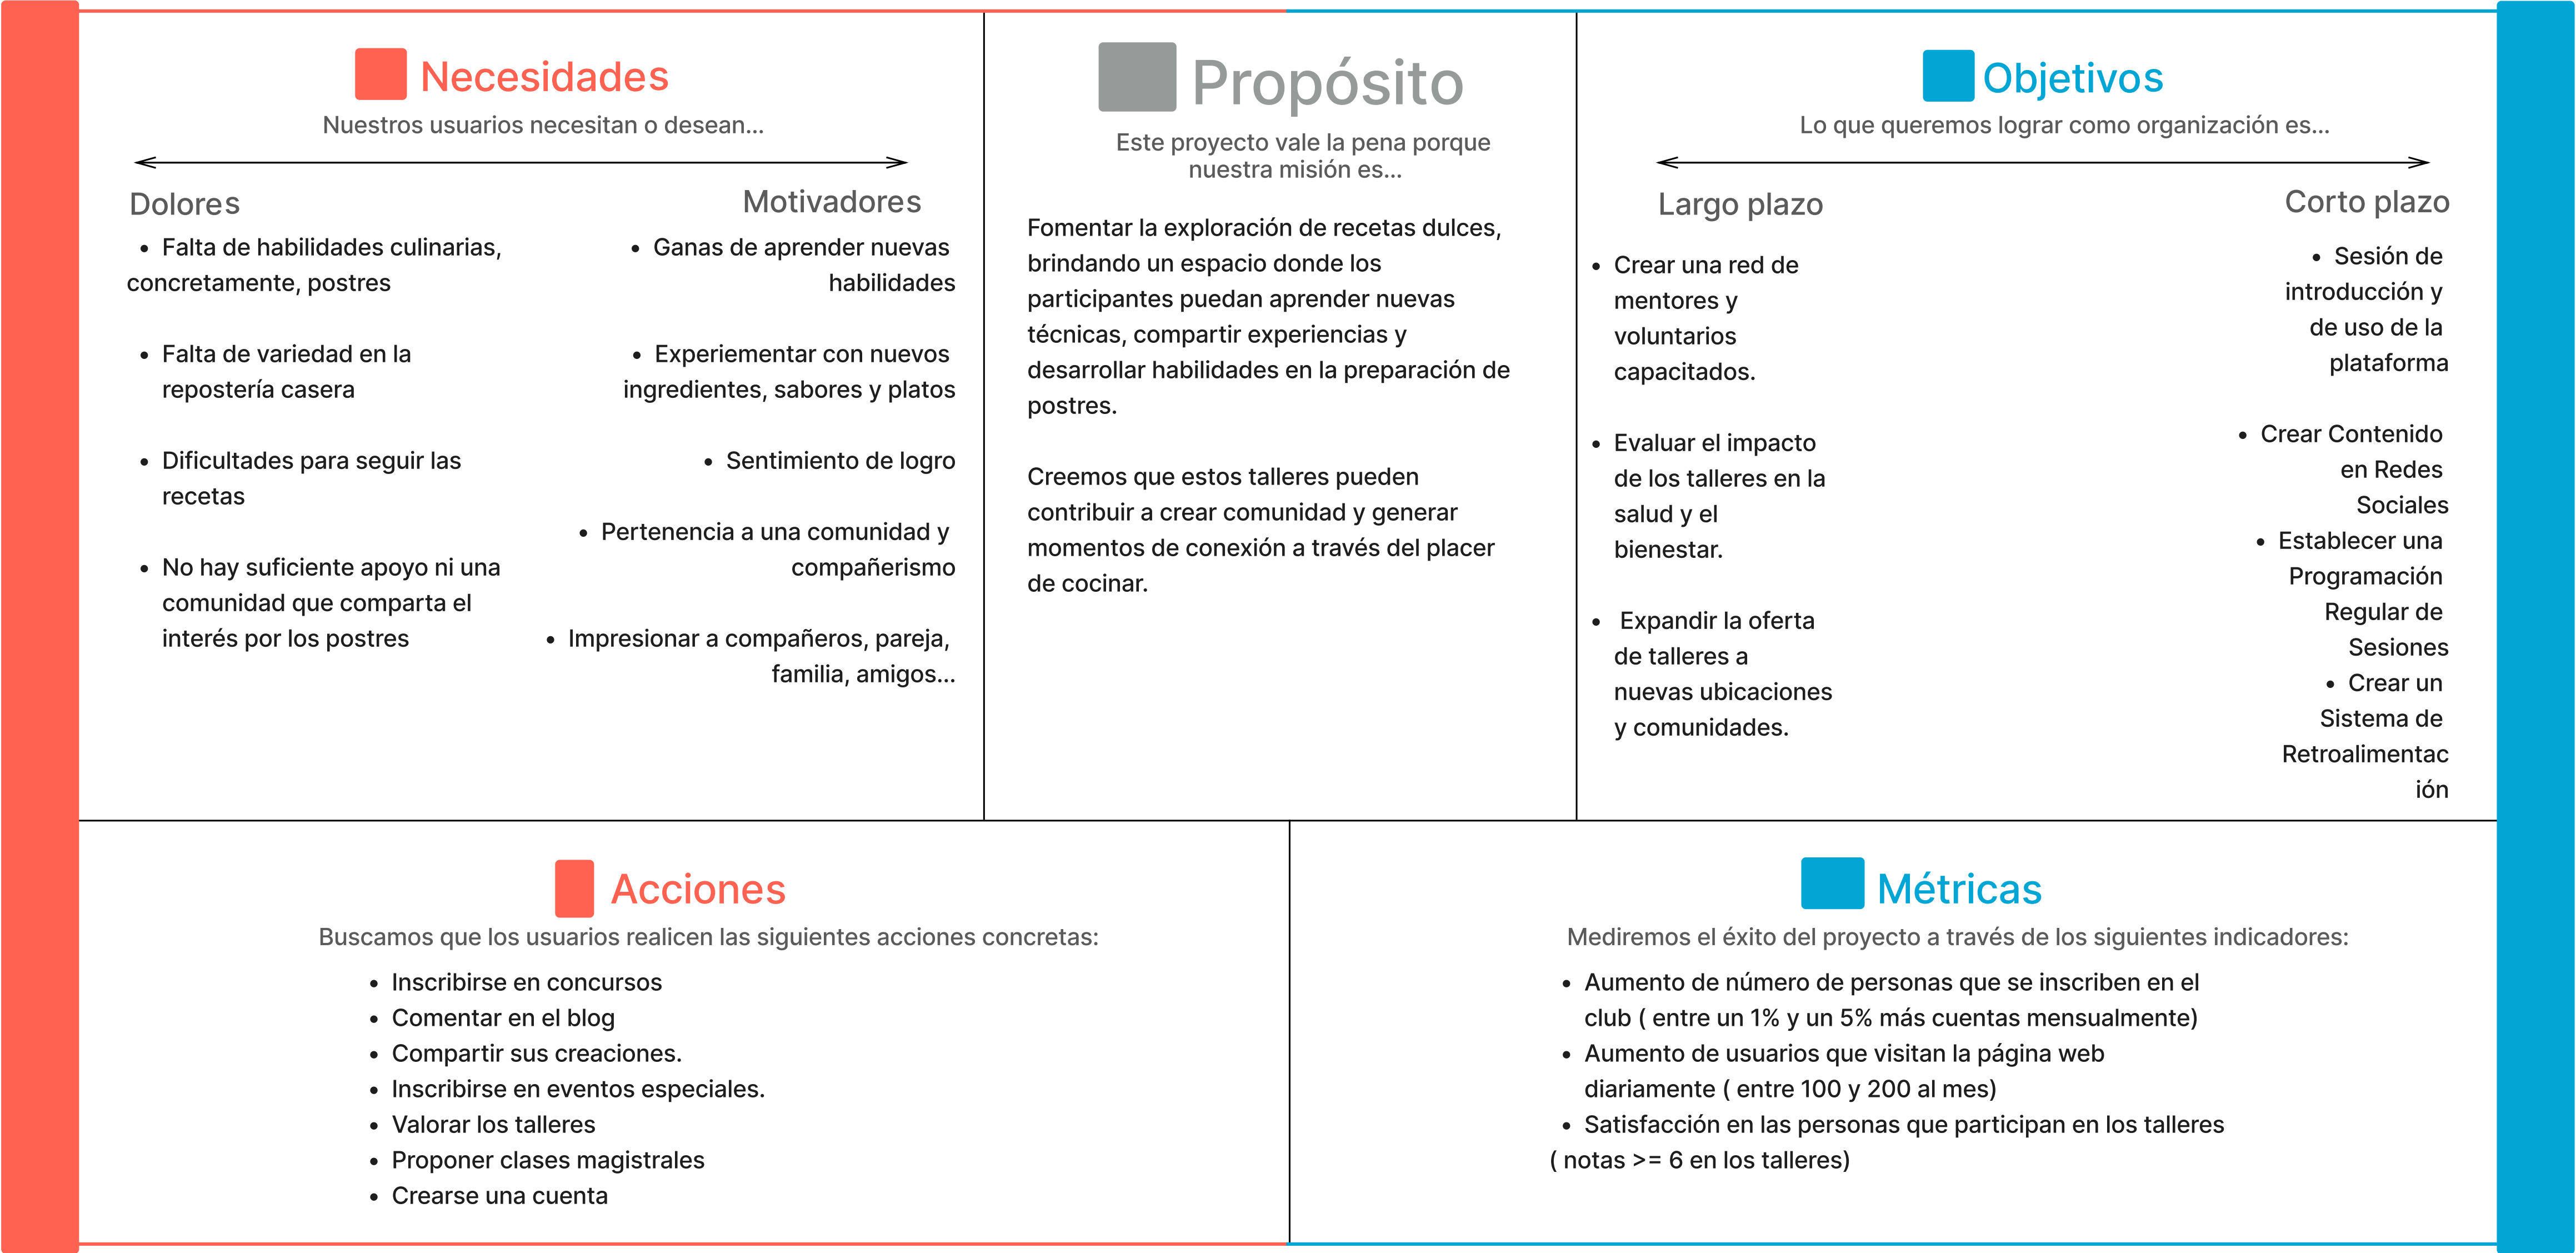 Necesidades
Nuestros usuarios necesitan o desean...
Dolores
• Falta de habilidades culinarias,
concretamente, postres
• Falta de variedad en la
repostería casera
• Dificultades para seguir las
recetas
• No hay suficiente apoyo ni una
comunidad que comparta el
interés por los postres
Motivadores
• Ganas de aprender nuevas
habilidades
• Experiementar con nuevos
ingredientes, sabores y platos
• Sentimiento de logro
• Pertenencia a una comunidad y
compañerismo
• Impresionar a compañeros, pareja,
familia, amigos...
Propósito
Este proyecto vale la pena porque
nuestra misión es...
Fomentar la exploración de recetas dulces,
brindando un espacio donde los
participantes puedan aprender nuevas
técnicas, compartir experiencias y
desarrollar habilidades en la preparación de
postres.
Creemos que estos talleres pueden
contribuir a crear comunidad y generar
momentos de conexión a través del placer
de cocinar.
Objetivos
Lo que queremos lograr como organización es...
Largo plazo
• Crear una red de
mentores y
voluntarios
capacitados.
• Evaluar el impacto
de los talleres en la
salud y el
bienestar.
• Expandir la oferta
de talleres a
nuevas ubicaciones
y comunidades.
Corto plazo
• Sesión de
introducción y
de uso de la
plataforma
• Crear Contenido
en Redes
Sociales
• Establecer una
Programación
Regular de
Sesiones
• Crear un
Sistema de
Retroalimentac
ión
Acciones
Buscamos que los usuarios realicen las siguientes acciones concretas:
• Inscribirse en concursos
• Comentar en el blog
• Compartir sus creaciones.
• Inscribirse en eventos especiales.
• Valorar los talleres
• Proponer clases magistrales
• Crearse una cuenta
Métricas
Mediremos el éxito del proyecto a través de los siguientes indicadores:
• Aumento de número de personas que se inscriben en el
club ( entre un 1% y un 5% más cuentas mensualmente)
• Aumento de usuarios que visitan la página web
diariamente ( entre 100 y 200 al mes)
• Satisfacción en las personas que participan en los talleres
( notas >= 6 en los talleres)